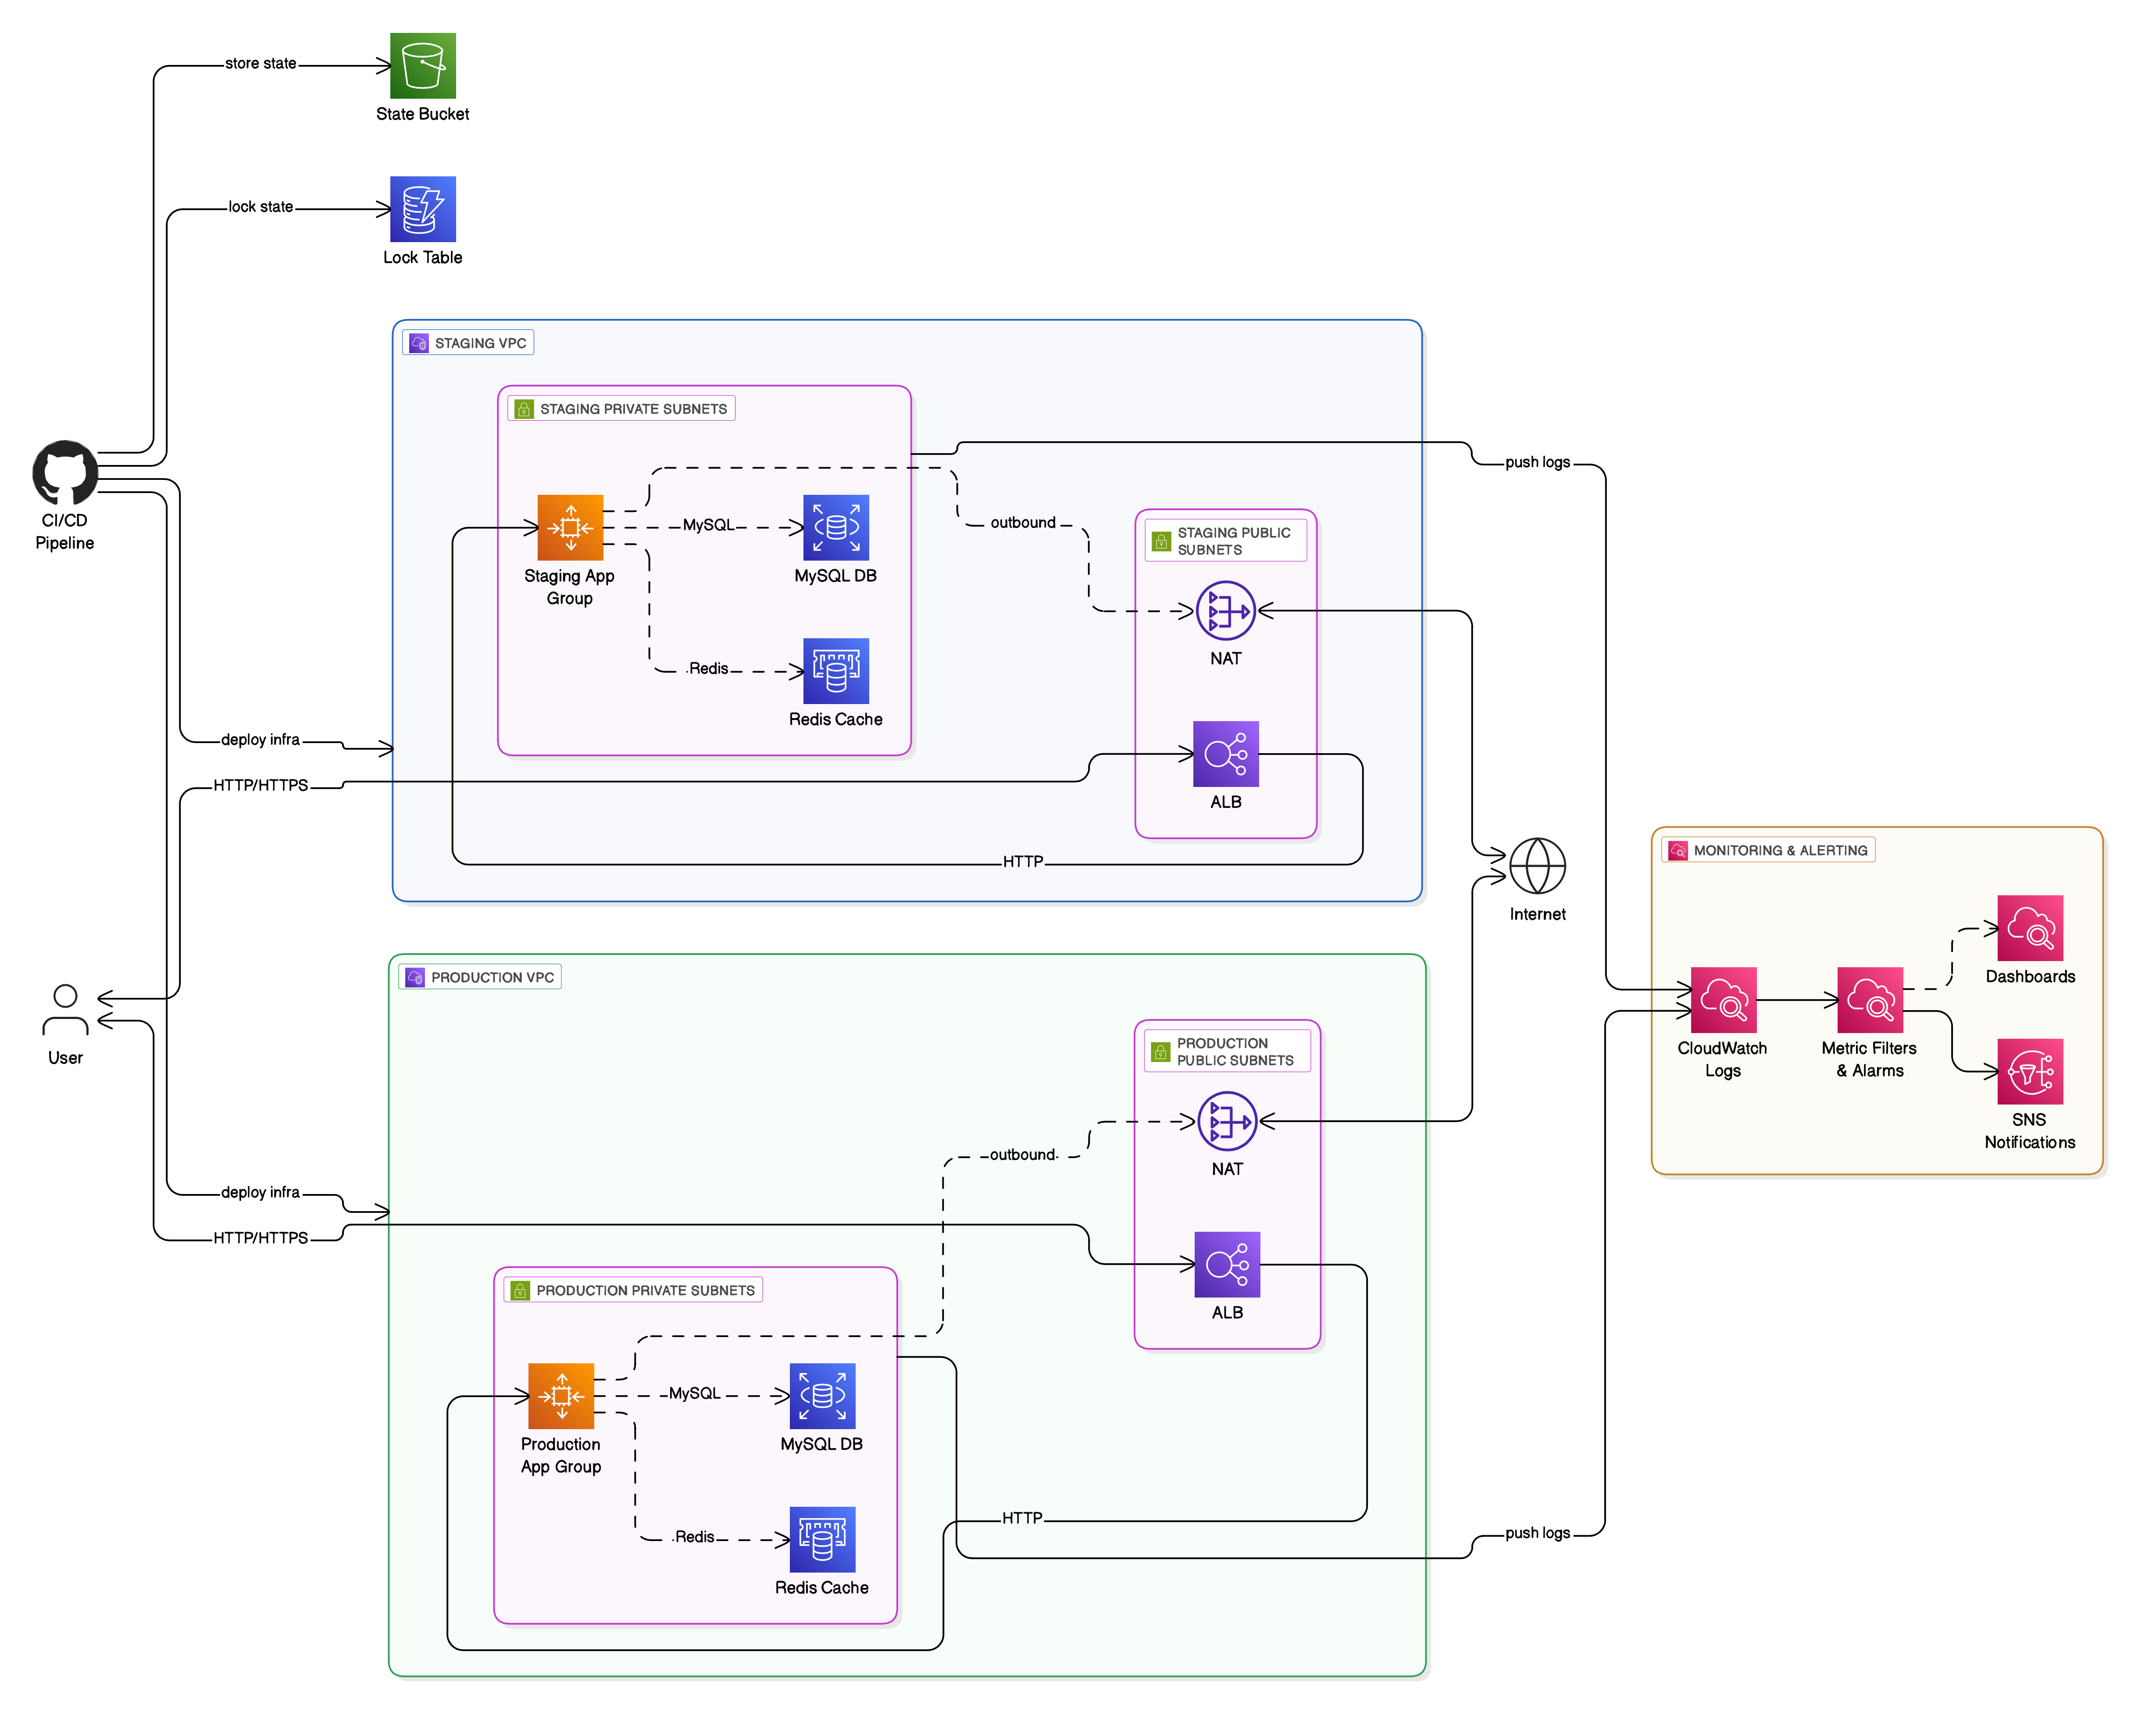 store state
State Bucket
lock state
Lock Table
CI/CD
Pipeline
STAGING VPC
STAGING PRIVATE SUBNETS
Staging App
Group
MySQL
MySQL DB
Redis
Redis Cache
outbound
STAGING PUBLIC
SUBNETS
NAT
ALB
push logs
deploy infra
HTTP/HTTPS
HTTP
Internet
User
PRODUCTION VPC
PRODUCTION
PUBLIC SUBNETS
NAT
ALB
outbound
deploy infra
HTTP/HTTPS
PRODUCTION PRIVATE SUBNETS
Production
App Group
MySQL
MySQL DB
Redis
Redis Cache
HTTP
push logs
MONITORING & ALERTING
CloudWatch
Logs
Metric Filters
& Alarms
Dashboards
SNS
Notifications